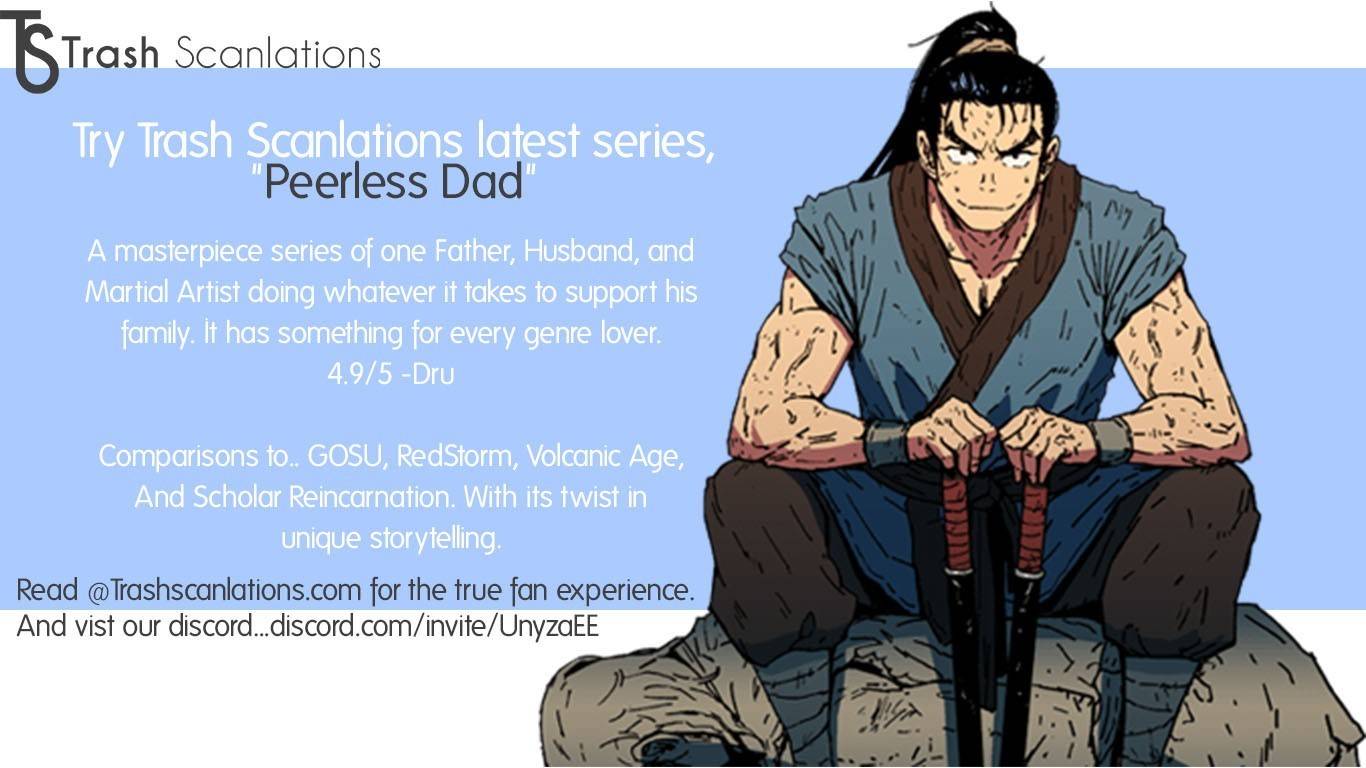 TS Trash Scanlations
Try Trash Scanlations latest series,
"Peerless Dad"
A masterpiece series of one Father, Husband, and
Martial Artist doing whatever it takes to support his
family. It has something for every genre lover.
4.9/5 -Dru
Comparisons to.. GOSU, RedStorm, Volcanic Age,
And Scholar Reincarnation. With its twist in
unique storytelling.
Read @Trashscanlations.com for the true fan experience.
And vist our discord...discord.com/invite/UnyzaEE